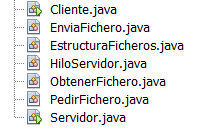 Cliente.java
EnviaFichero.java
EstructuraFicheros.java
HiloServidor.java
ObtenerFichero.java
PedirFichero.java
Servidor.java